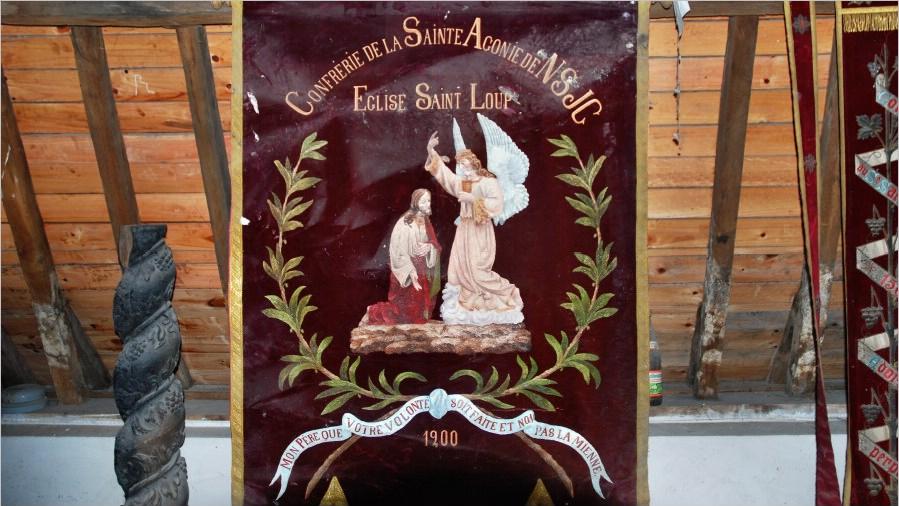 CONFRÉRIE DE LA SAINTE AGONIE DE NSJC
EGLISE SAINT LOUP
MON PÈRE QUE VOTRE VOLONTE SOIT FAITE ET NON PAS LA MIENNE
1900